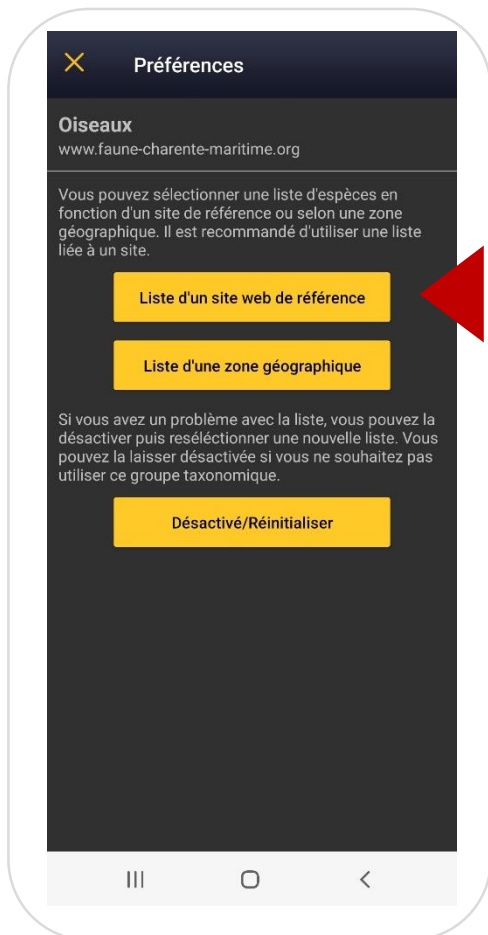 Préférences
Oiseaux
www.faune-charente-maritime.org
Vous pouvez sélectionner une liste d'espèces en
fonction d'un site de référence ou selon une zone
géographique. Il est recommandé d'utiliser une liste
liée à un site.
Liste d'un site web de référence
Liste d'une zone géographique
Si vous avez un problème avec la liste, vous pouvez la
désactiver puis reséléctionner une nouvelle liste. Vous
pouvez la laisser désactivée si vous ne souhaitez pas
utiliser ce groupe taxonomique.
Désactivé/Réinitialiser